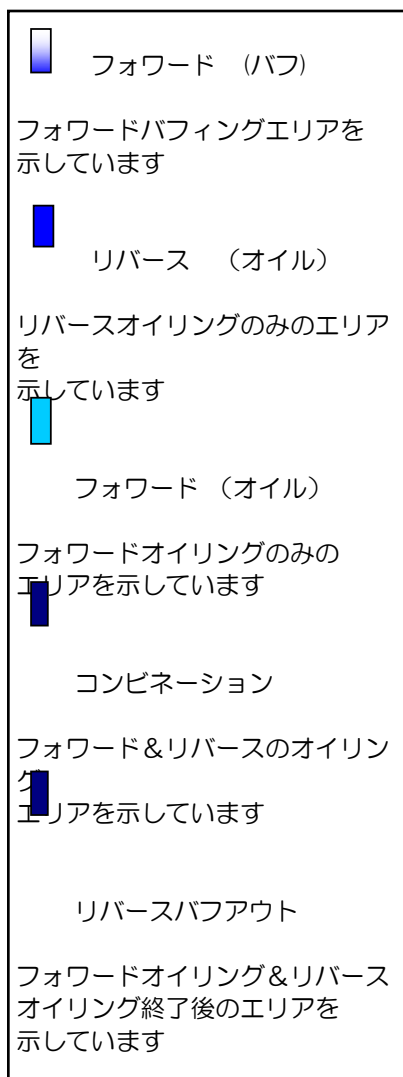 フォワード (バフ)
フォワードバフィングエリアを
示しています
リバース （オイル）
リバースオイリングのみのエリア
を
示しています
フォワード （オイル）
フォワードオイリングのみの
エリアを示しています
コンビネーション
フォワード＆リバースのオイリン
グ
エリアを示しています
リバースバフアウト
フォワードオイリング＆リバース
オイリング終了後のエリアを
示しています